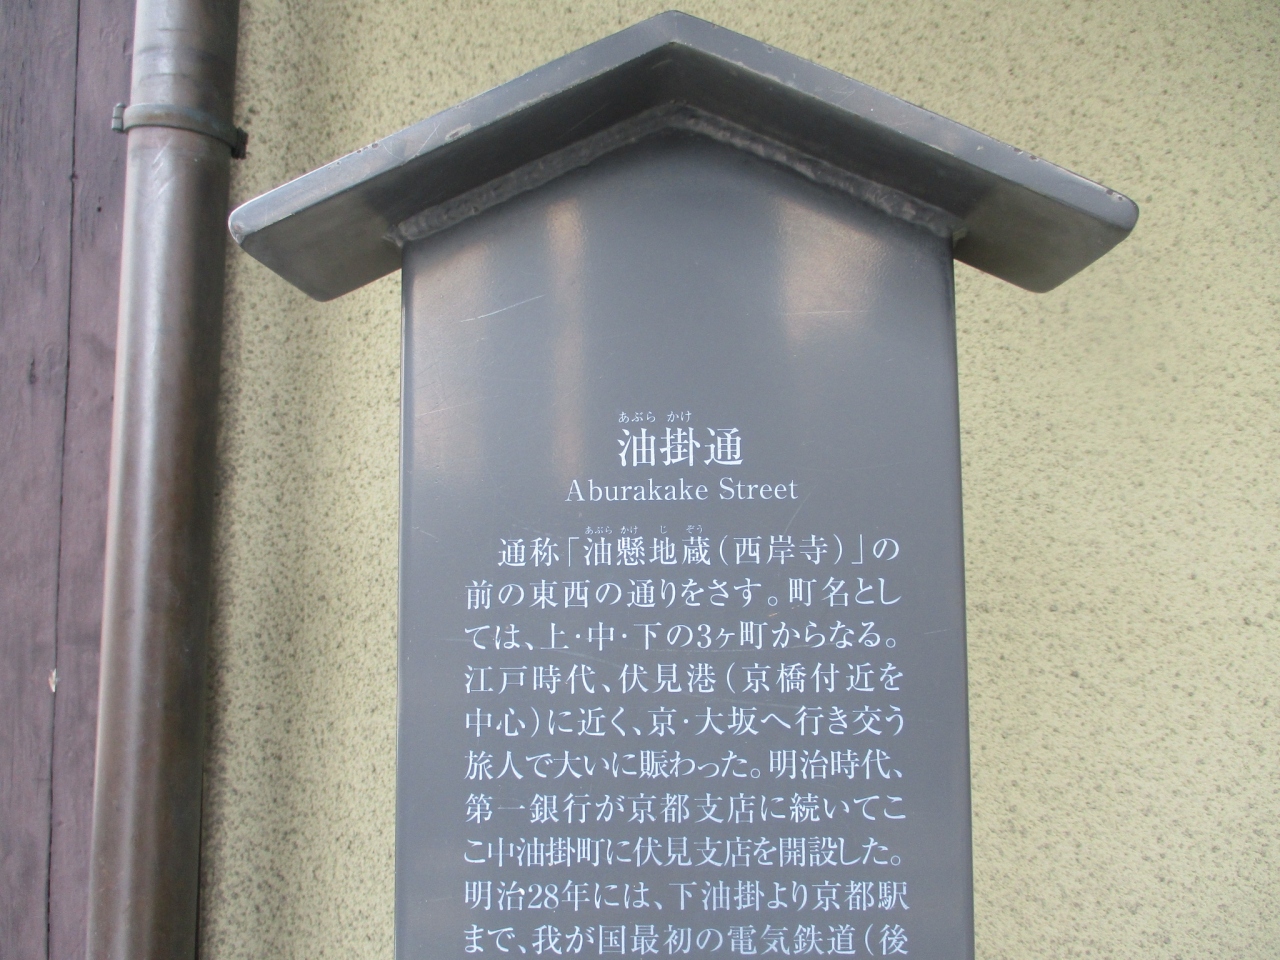 あぶら かけ
油掛通
Aburakake Street
あぶら かけ じ ぞう
通称「油懸地蔵(西岸寺)」の
前の東西の通りをさす。町名とし
ては、上・中・下の3ヶ町からなる。
江戸時代、伏見港(京橋付近を
中心)に近く、京・大坂へ行き交う
旅人で大いに賑わった。明治時代、
第一銀行が京都支店に続いてこ
こ中油掛町に伏見支店を開設した。
明治28年には、下油掛より京都駅
まで、我が国最初の電気鉄道(後